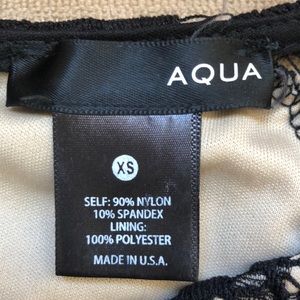 AQUA
XS
SELF: 90% NYLON
10% SPANDEX
LINING:
100% POLYESTER
MADE IN U.S.A.